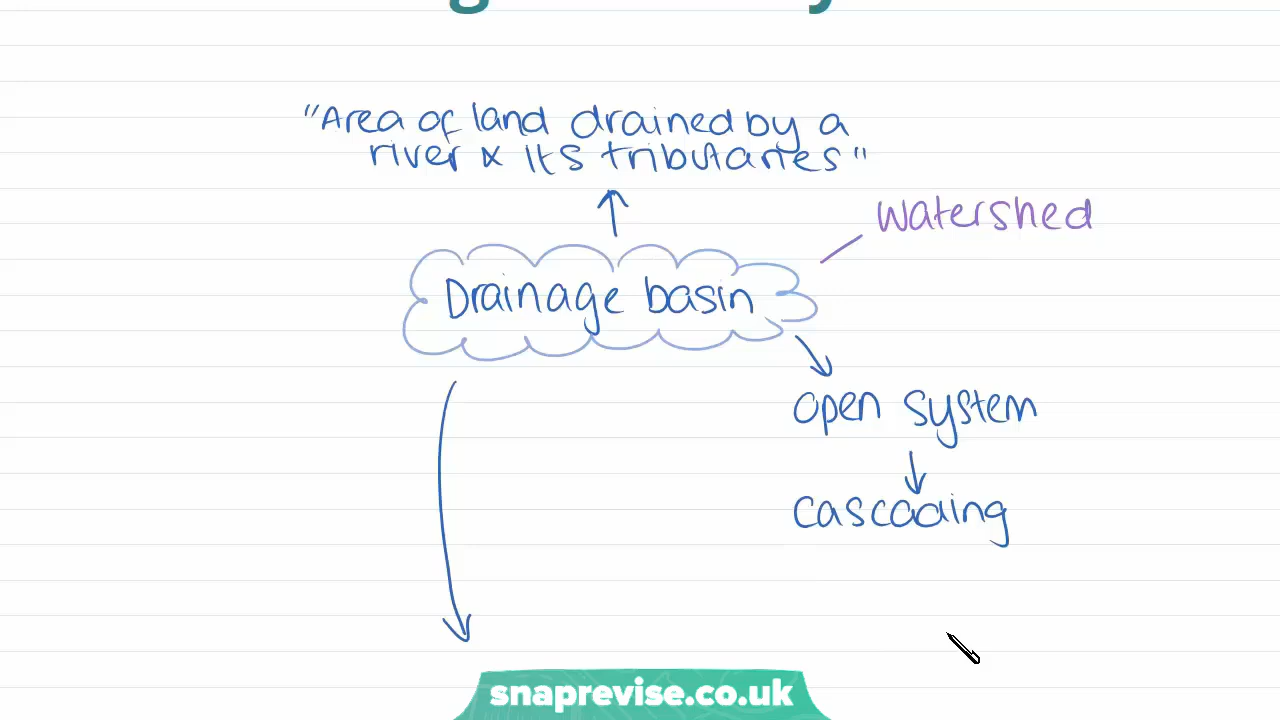 "Area of land drained by a
river & its tributaries"
Watershed
Drainage basin
open system
cascading
snaprevise.co.uk